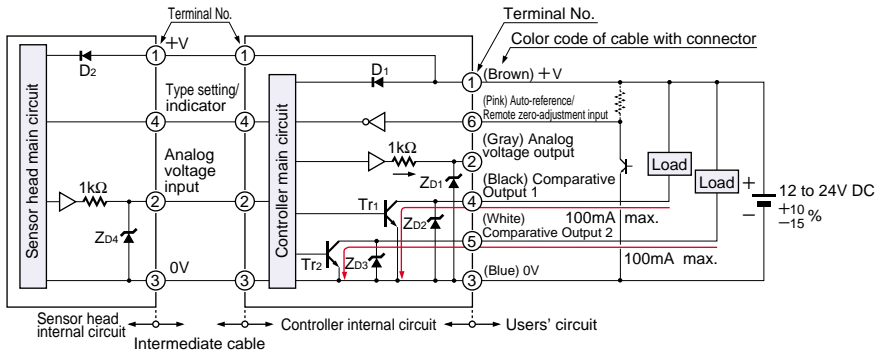 Terminal No.
Terminal No.
Color code of cable with connector
1 +V 1
D2
D1
1 (Brown) +V
Type setting/
indicator
4 4
6 (Pink) Auto-reference/
Remote zero-adjustment input
Sensor head main circuit
Controller main circuit
Analog
voltage
input
1kΩ
2 2
ZD4
1kΩ
ZD1
2 (Gray) Analog
voltage output
Tr1
ZD2
4 (Black) Comparative
Output 1
100mA max.
Load
Load
+
−
12 to 24V DC
+10
−15 %
Tr2
ZD3
5 (White)
Comparative Output 2
100mA max.
3 0V 3
3 (Blue) 0V
Sensor head
internal circuit
Intermediate cable
Controller internal circuit
Users' circuit